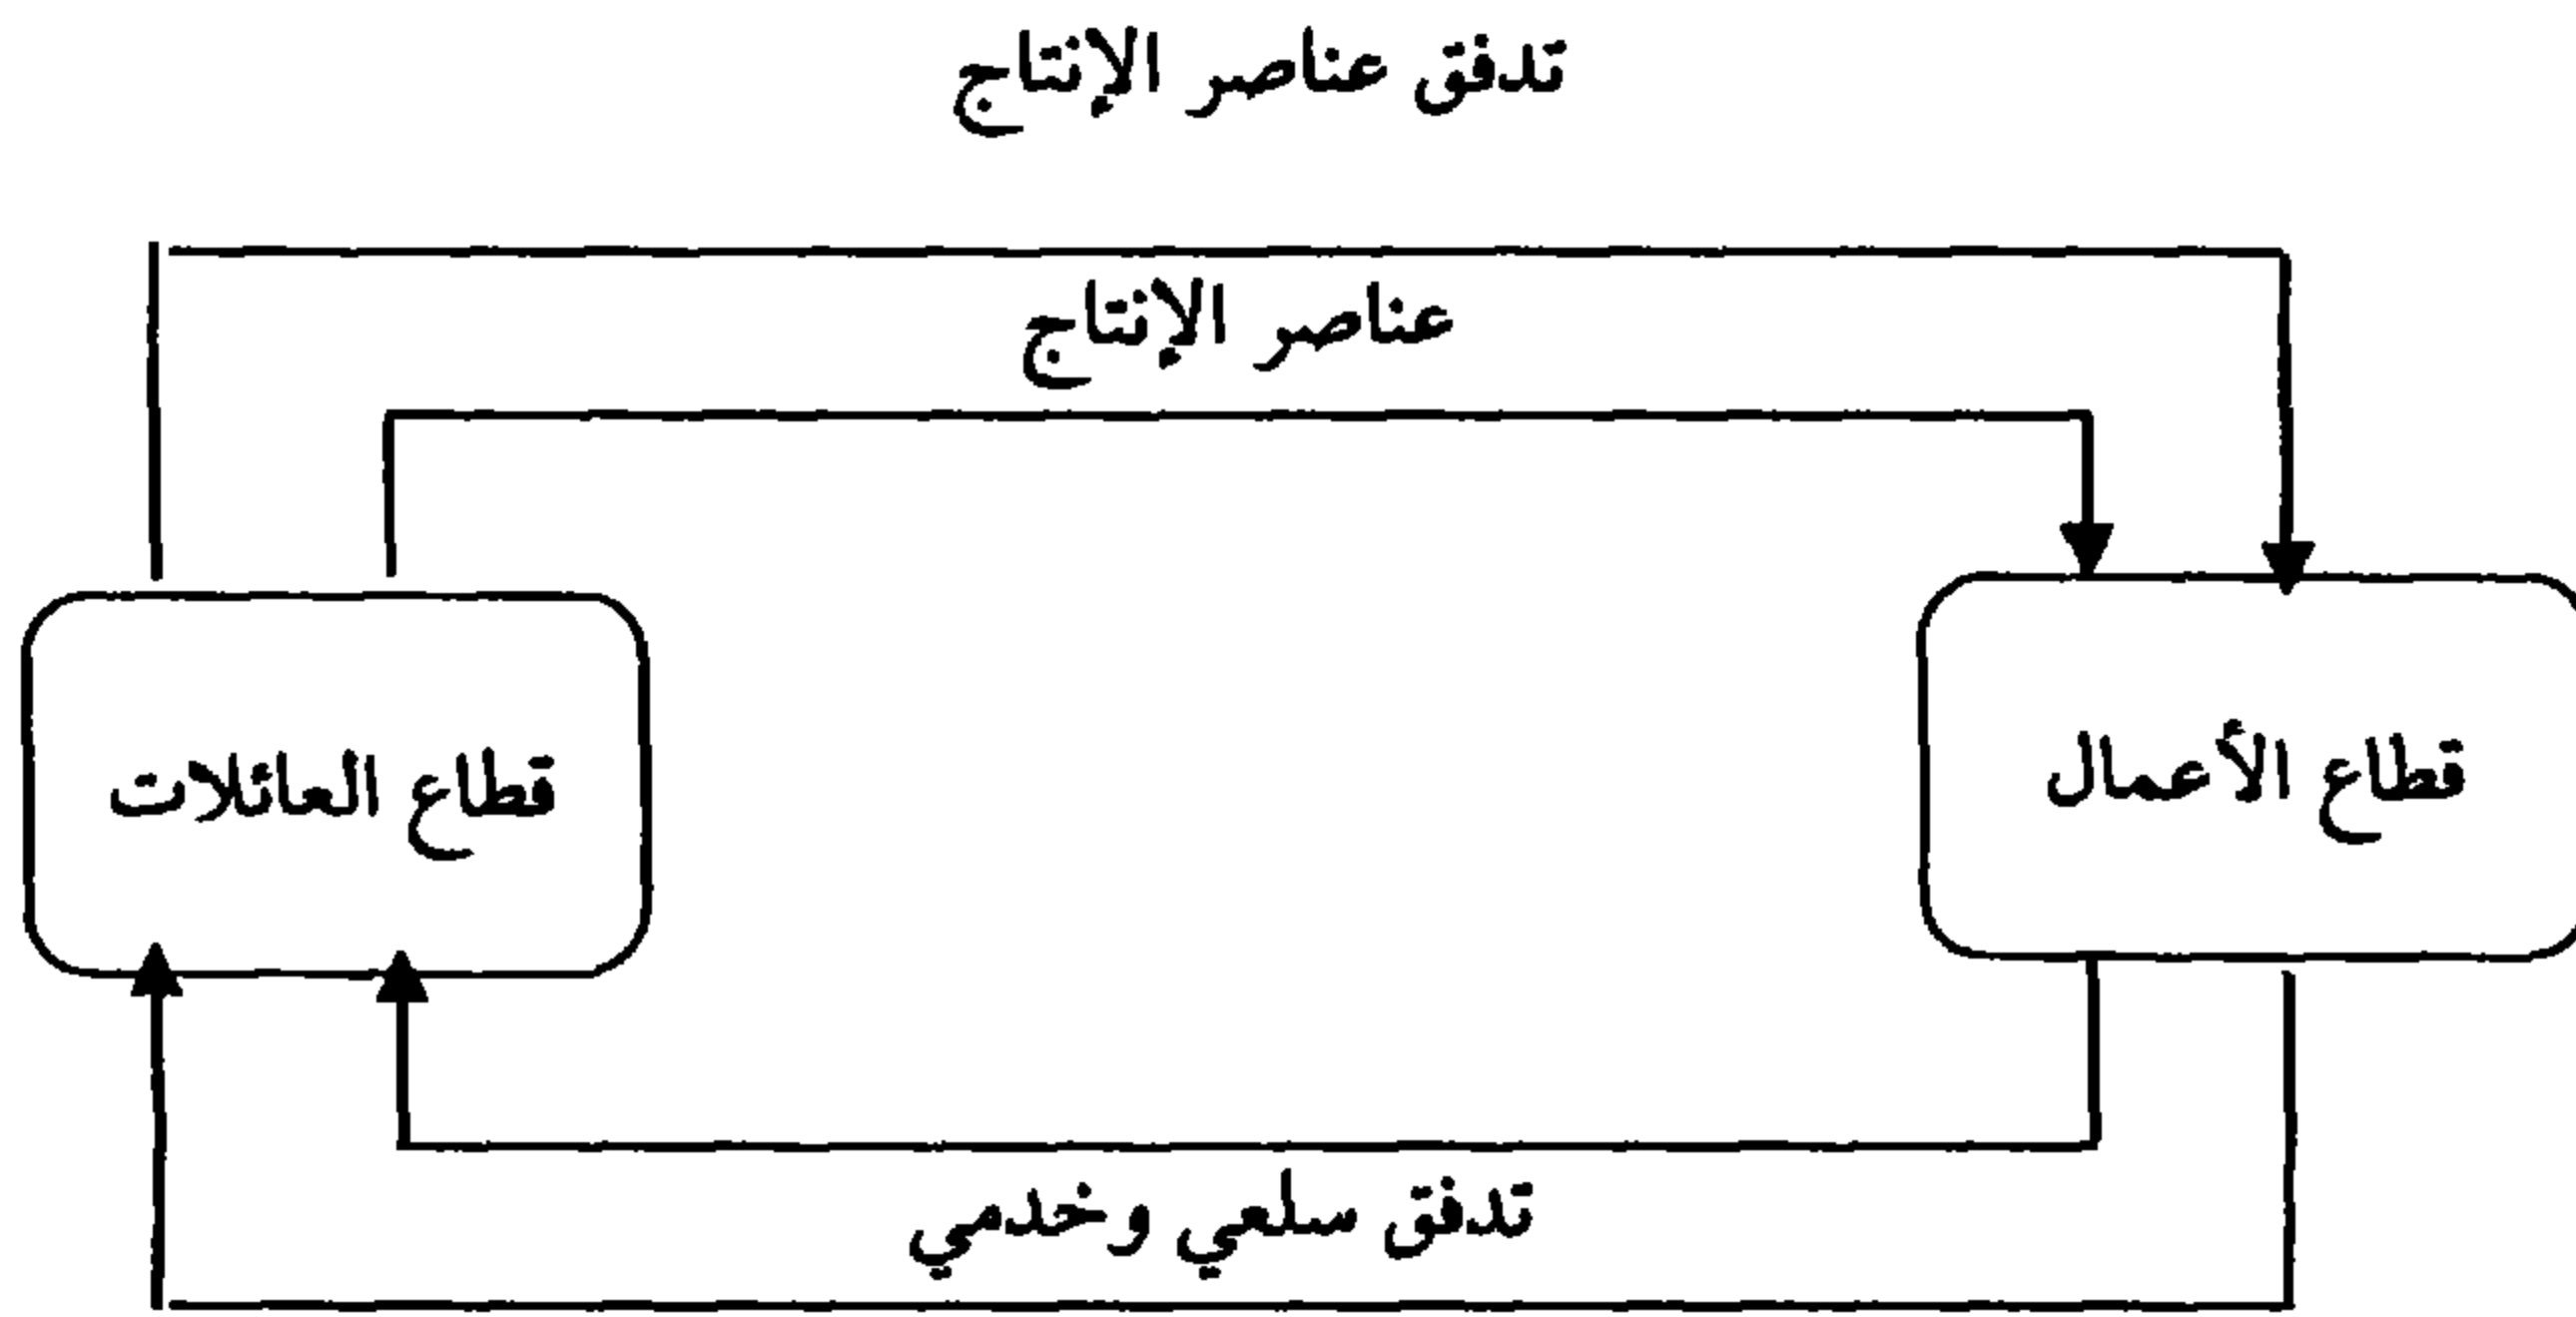 تدفق عناصر الإنتاج
عناصر الإنتاج
قطاع الأعمال
قطاع العائلات
تدفق سلعي وخدمي